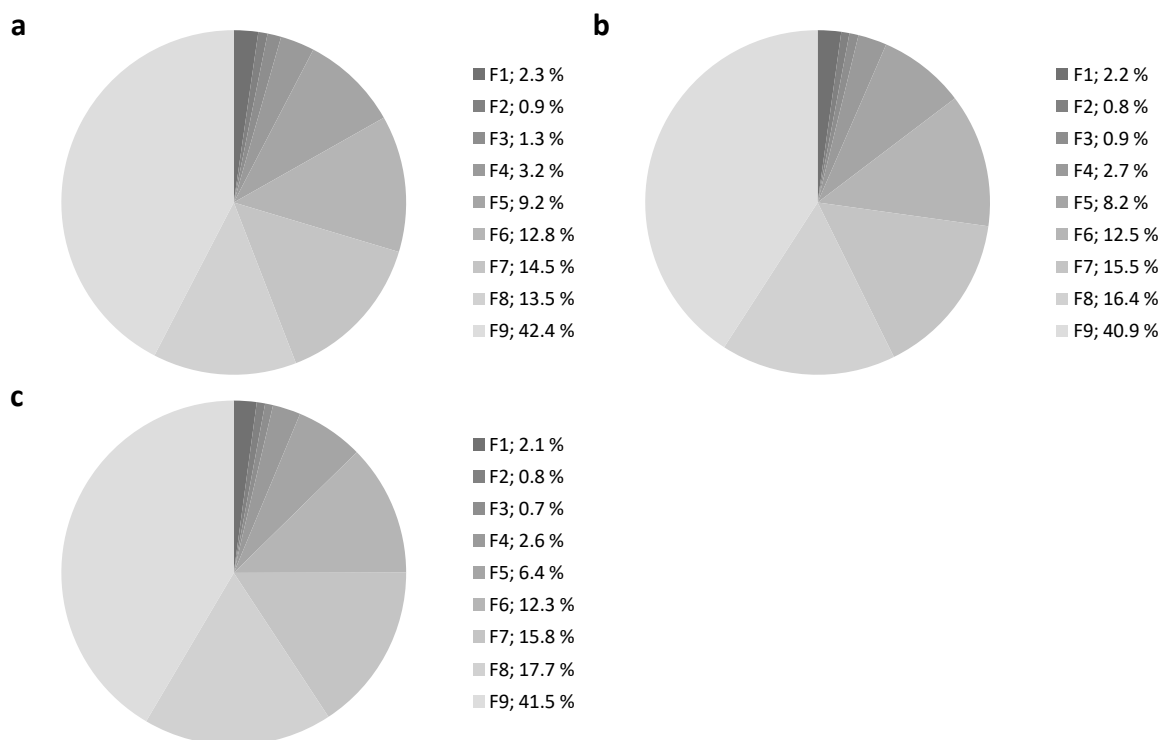 a
F1; 2.3 %
F2; 0.9 %
F3; 1.3 %
F4; 3.2 %
F5; 9.2 %
F6; 12.8 %
F7; 14.5 %
F8; 13.5 %
F9; 42.4 %
b
F1; 2.2 %
F2; 0.8 %
F3; 0.9 %
F4; 2.7 %
F5; 8.2 %
F6; 12.5 %
F7; 15.5 %
F8; 16.4 %
F9; 40.9 %
c
F1; 2.1 %
F2; 0.8 %
F3; 0.7 %
F4; 2.6 %
F5; 6.4 %
F6; 12.3 %
F7; 15.8 %
F8; 17.7 %
F9; 41.5 %